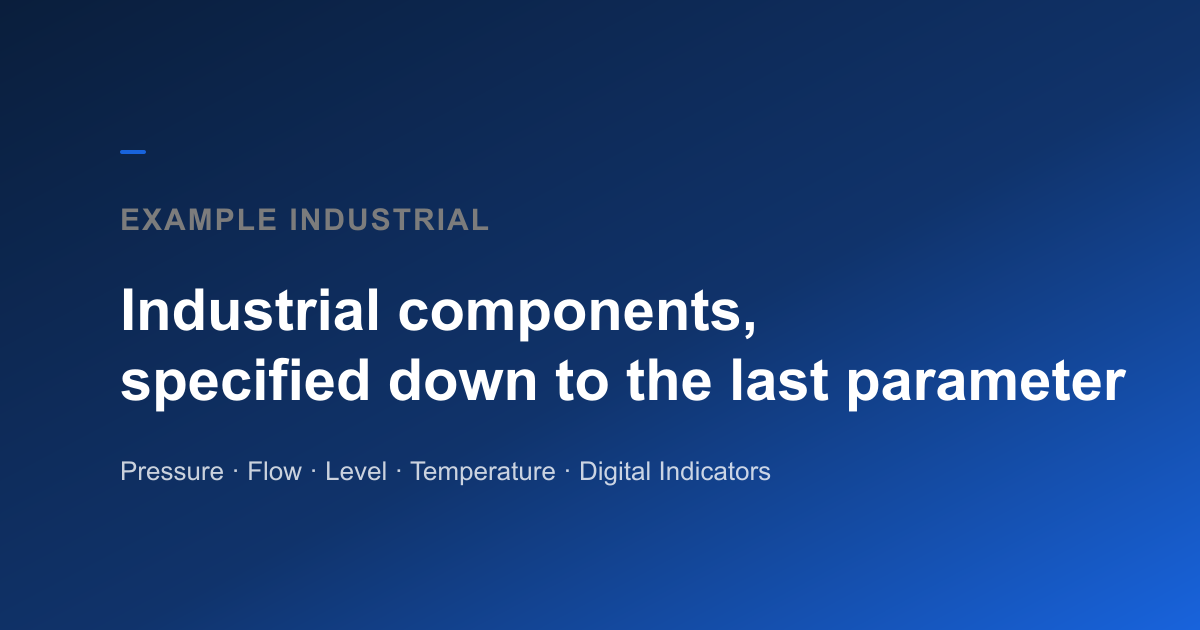 EXAMPLE INDUSTRIAL
Industrial components,
specified down to the last parameter
Pressure · Flow · Level · Temperature · Digital Indicators